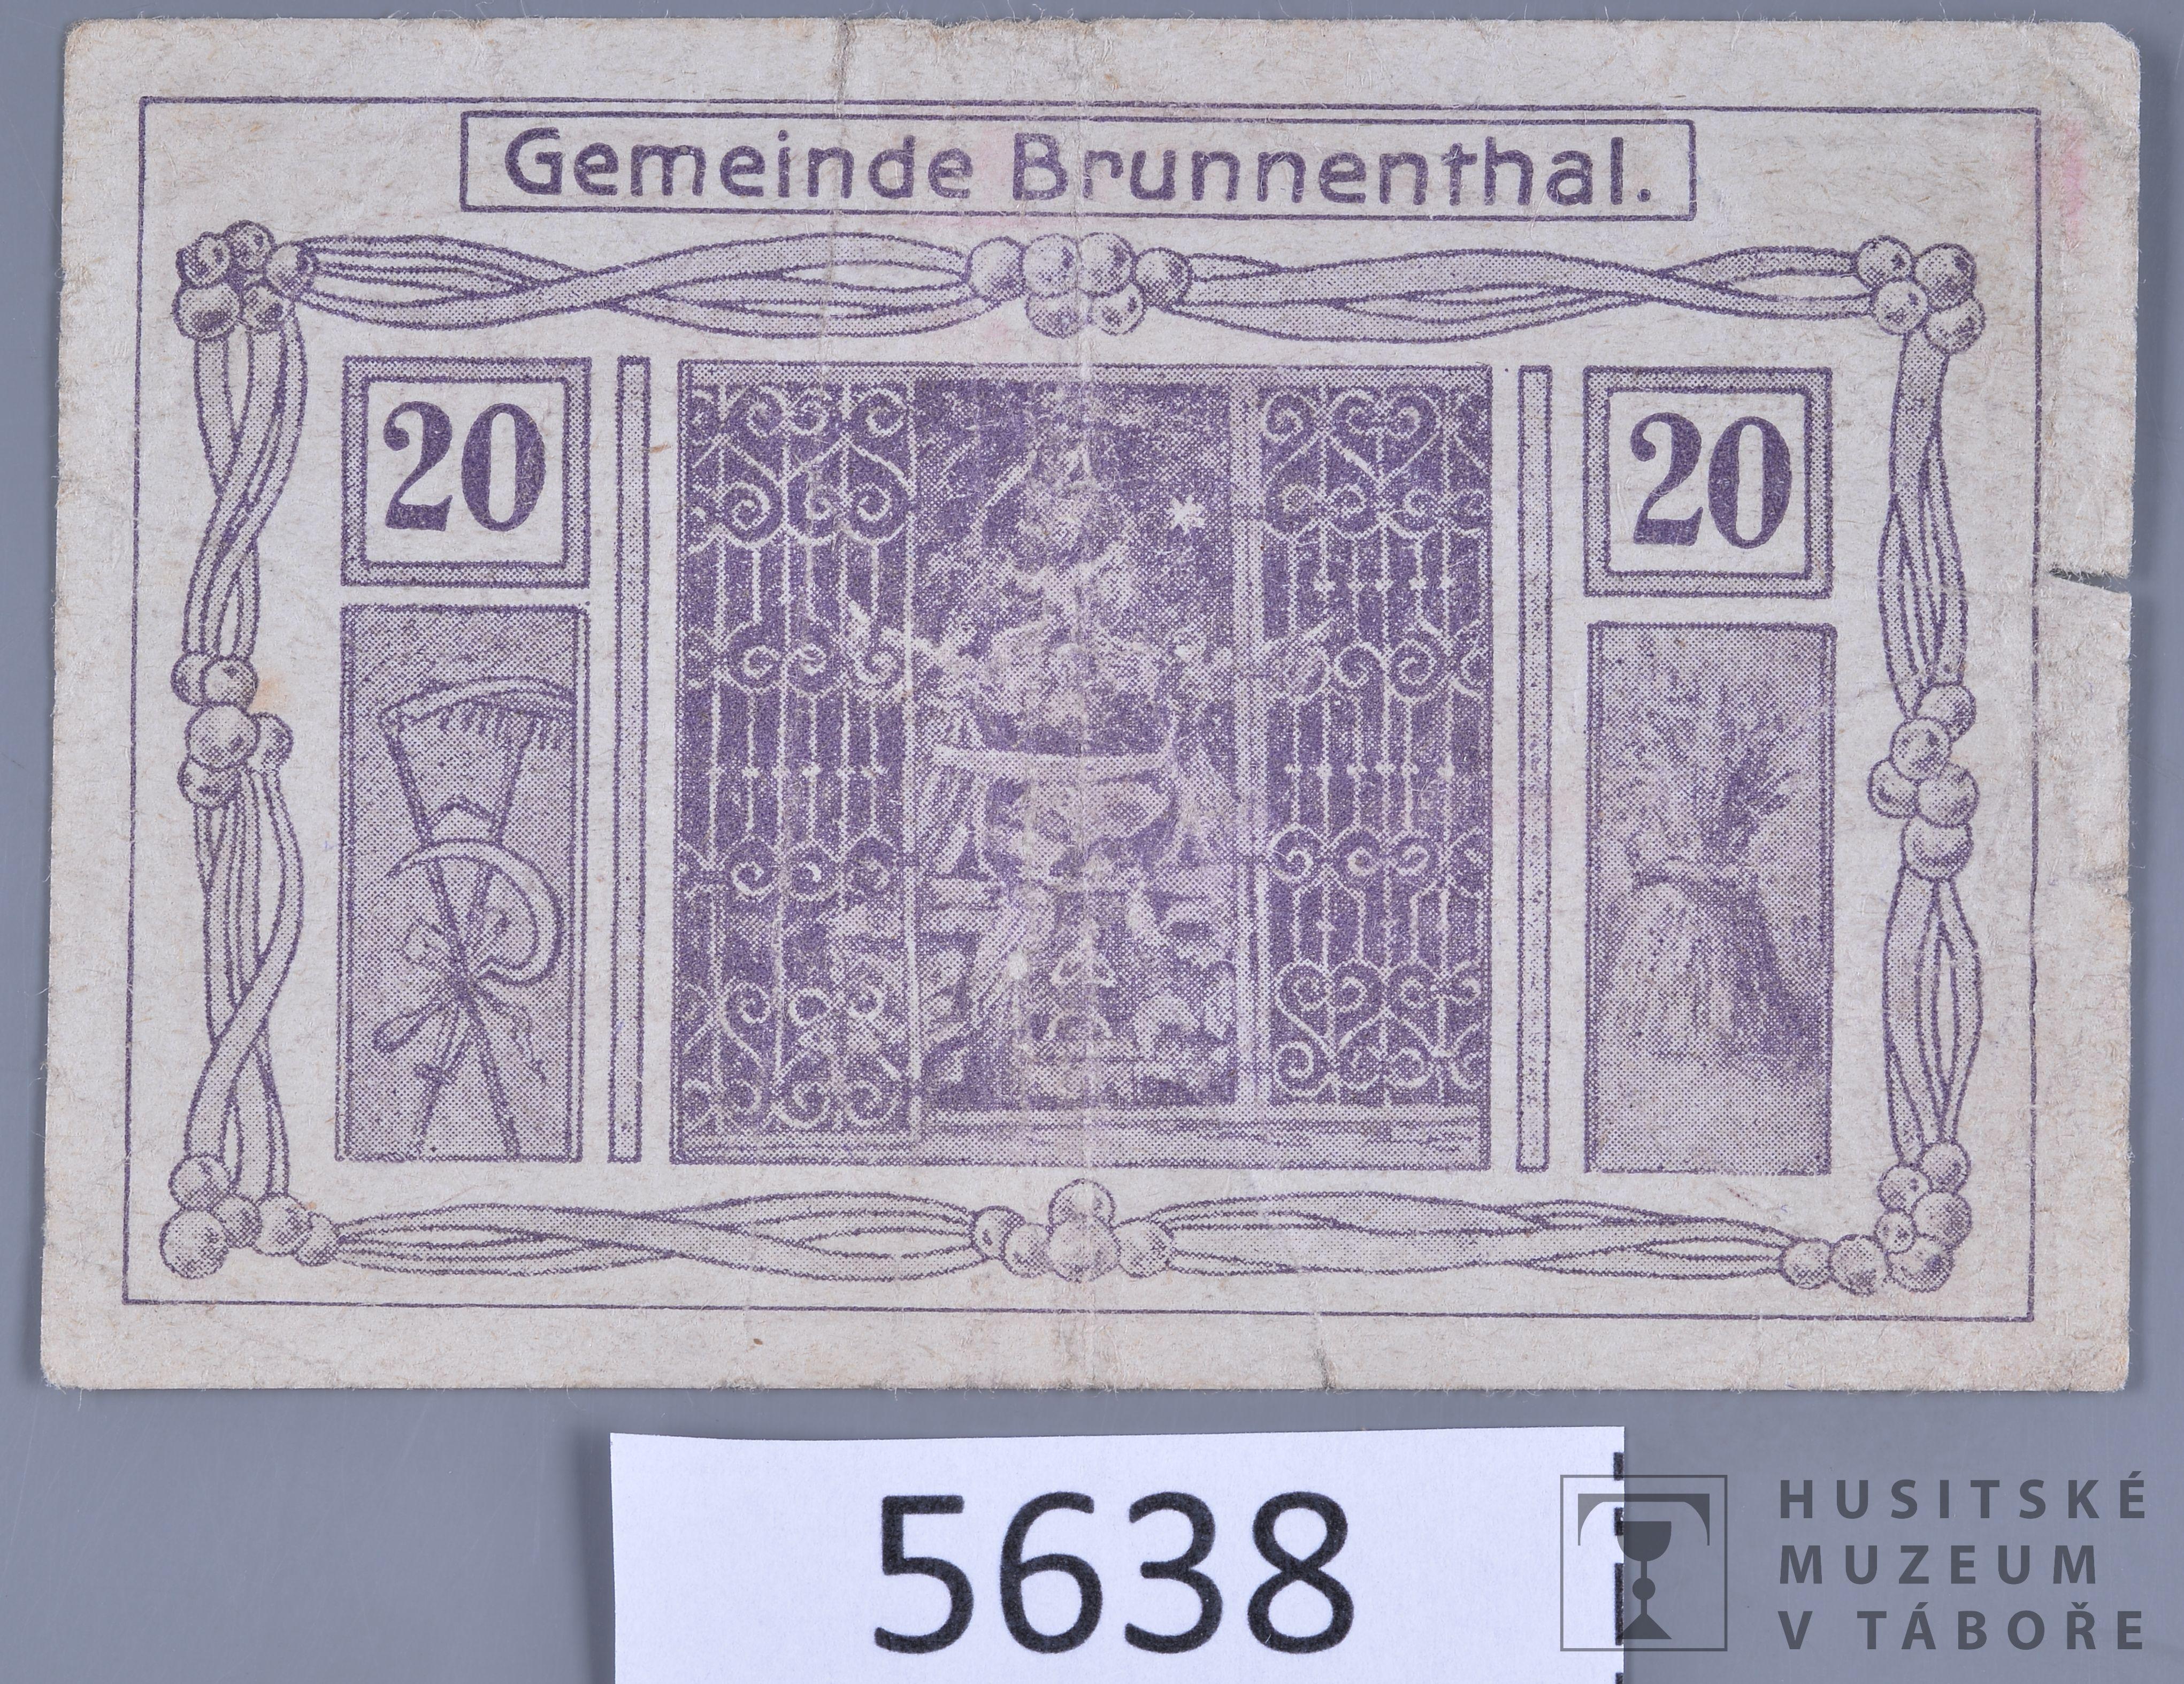 Gemeinde Brunnenthal.
20
20
5638
HUSITSKÉ
MUZEUM
V TÁBOŘE